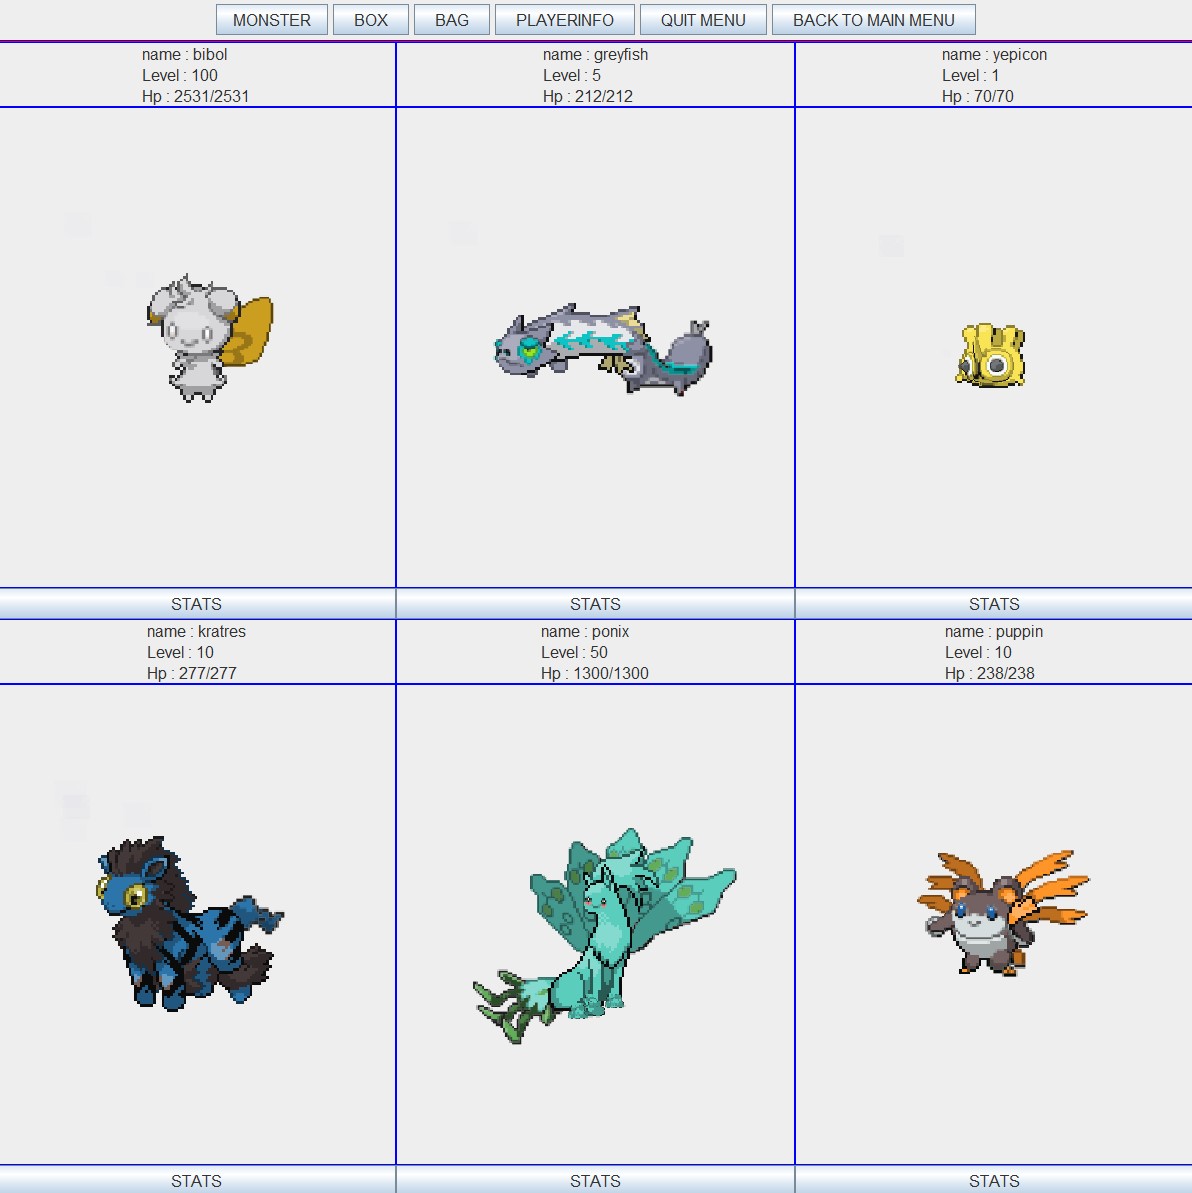 MONSTER BOX BAG PLAYERINFO QUIT MENU BACK TO MAIN MENU
name : bibol
Level : 100
Hp : 2531/2531
name : greyfish
Level : 5
Hp : 212/212
name : yepicon
Level : 1
Hp : 70/70
STATS STATS STATS
name : kratres
Level : 10
Hp : 277/277
name : ponix
Level : 50
Hp : 1300/1300
name : puppin
Level : 10
Hp : 238/238
STATS STATS STATS